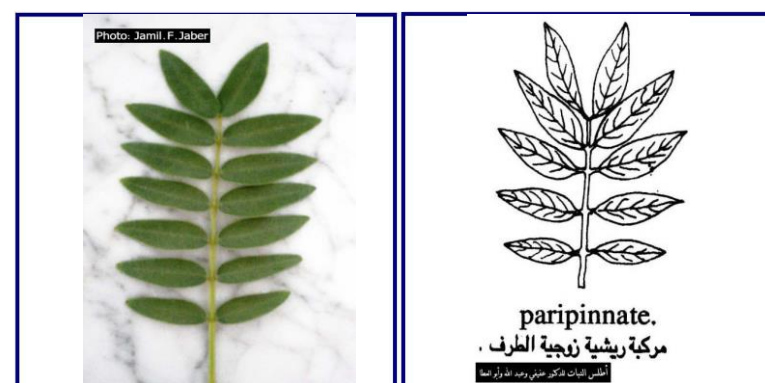 Photo: Jamil.F.Jaber
paripinnate.
مركبة ريشية زوجية الطرف .
أطلس النبات للدكتور عفيفي وعبد الله وأبو العطا